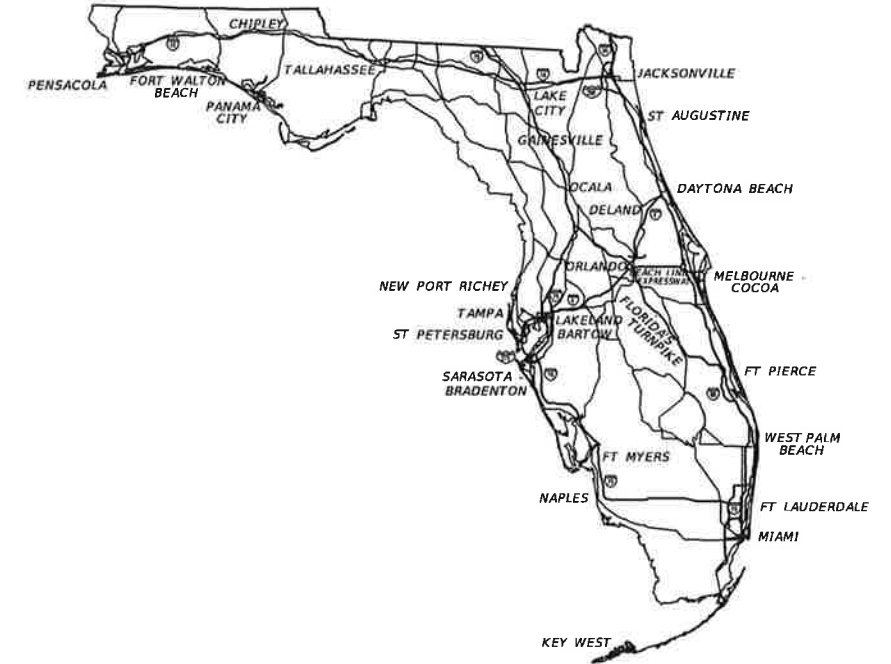 CHIPLEY
PENSACOLA
FORT WALTON
BEACH
PANAMA
CITY
TALLAHASSEE
JACKSONVILLE
LAKE
CITY
ST AUGUSTINE
GAINESVILLE
OCALA
DAYTONA BEACH
DELAND
ORLANDO
BEACH LINE
EXPRESSWAY
MELBOURNE
COCOA
NEW PORT RICHEY
TAMPA
ST PETERSBURG
LAKELAND
BARTOW
FLORIDA'S
TURNPIKE
SARASOTA -
BRADENTON
FT PIERCE
WEST PALM
BEACH
FT MYERS
NAPLES
FT LAUDERDALE
MIAMI
KEY WEST